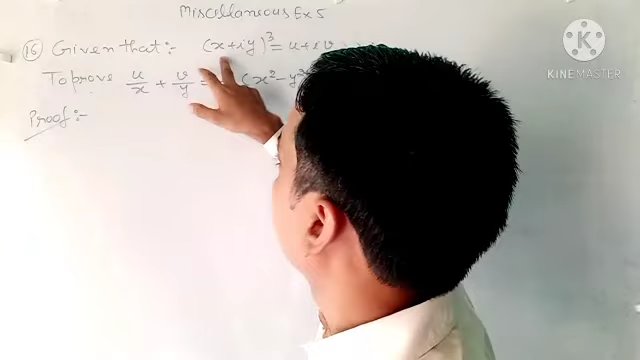 Miscellaneous Ex 5
(16) Given that :- (x+iy)³ = u+iv
To prove u/x + v/y = (x²-y²
Proof :-
KINEMASTER